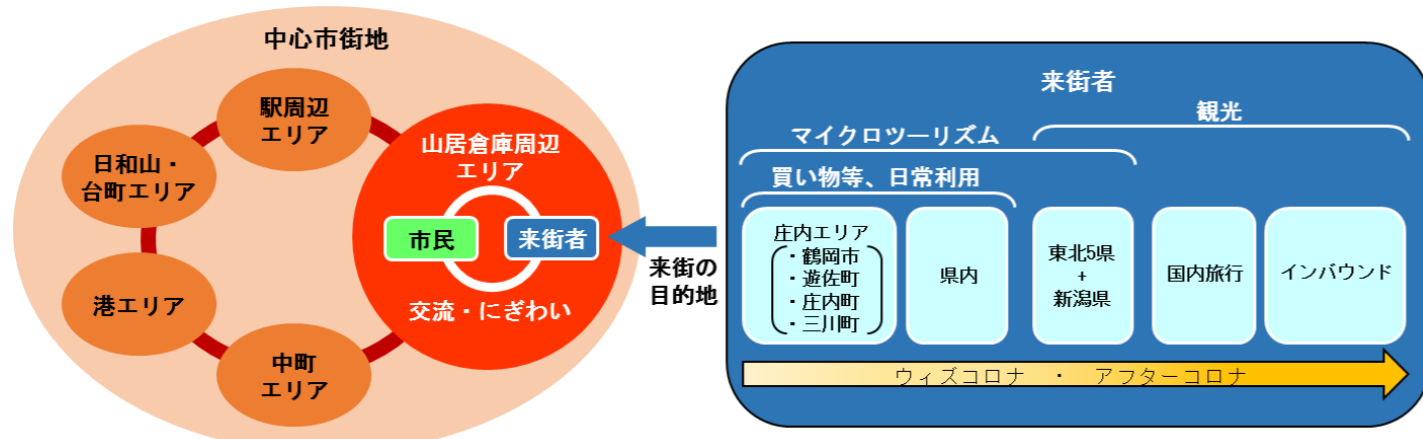 中心市街地
駅周辺
エリア
日和山・
台町エリア
港エリア
中町
エリア
山居倉庫周辺
エリア
市民
来街者
交流・にぎわい
来街の
目的地
来街者
観光
マイクロツーリズム
買い物等、日常利用
庄内エリア
・鶴岡市
・遊佐町
・庄内町
・三川町
県内
東北5県
+
新潟県
国内旅行
インバウンド
ウィズコロナ ・ アフターコロナ